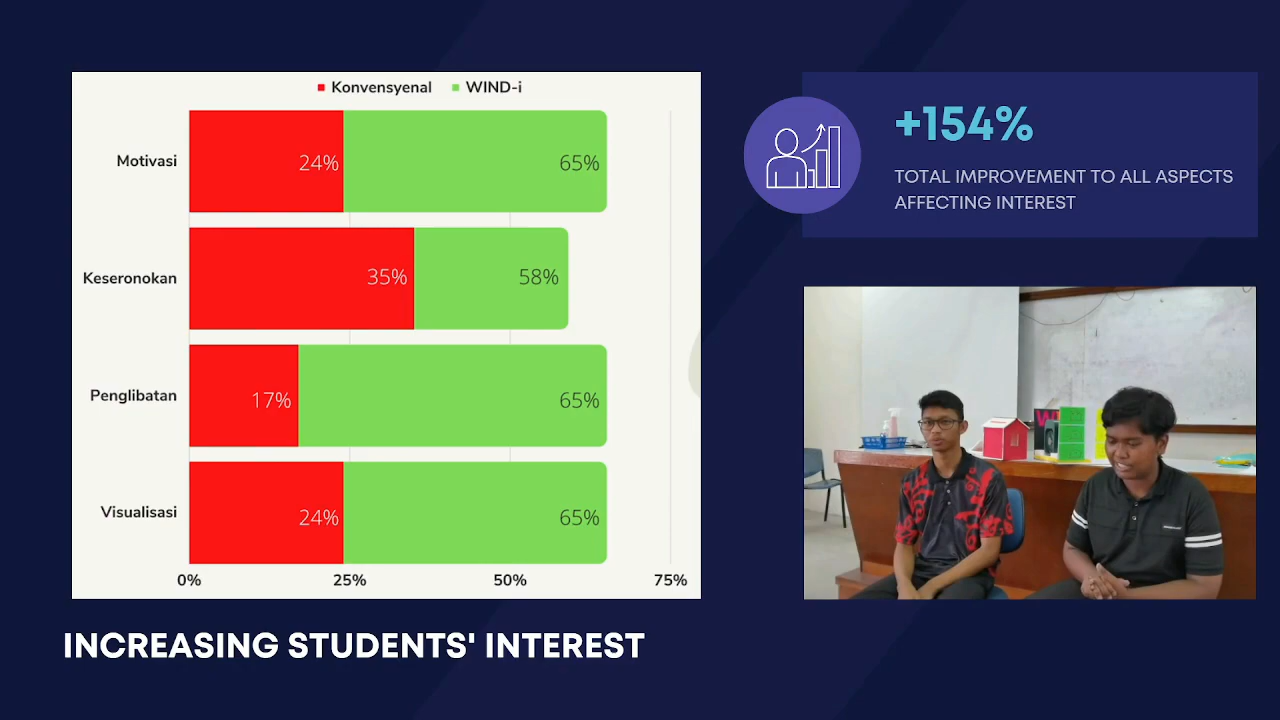 Konvensyenal WIND-i
Motivasi 24% 65%
Keseronokan 35% 58%
Penglibatan 17% 65%
Visualisasi 24% 65%
0% 25% 50% 75%
INCREASING STUDENTS' INTEREST
+154%
TOTAL IMPROVEMENT TO ALL ASPECTS
AFFECTING INTEREST